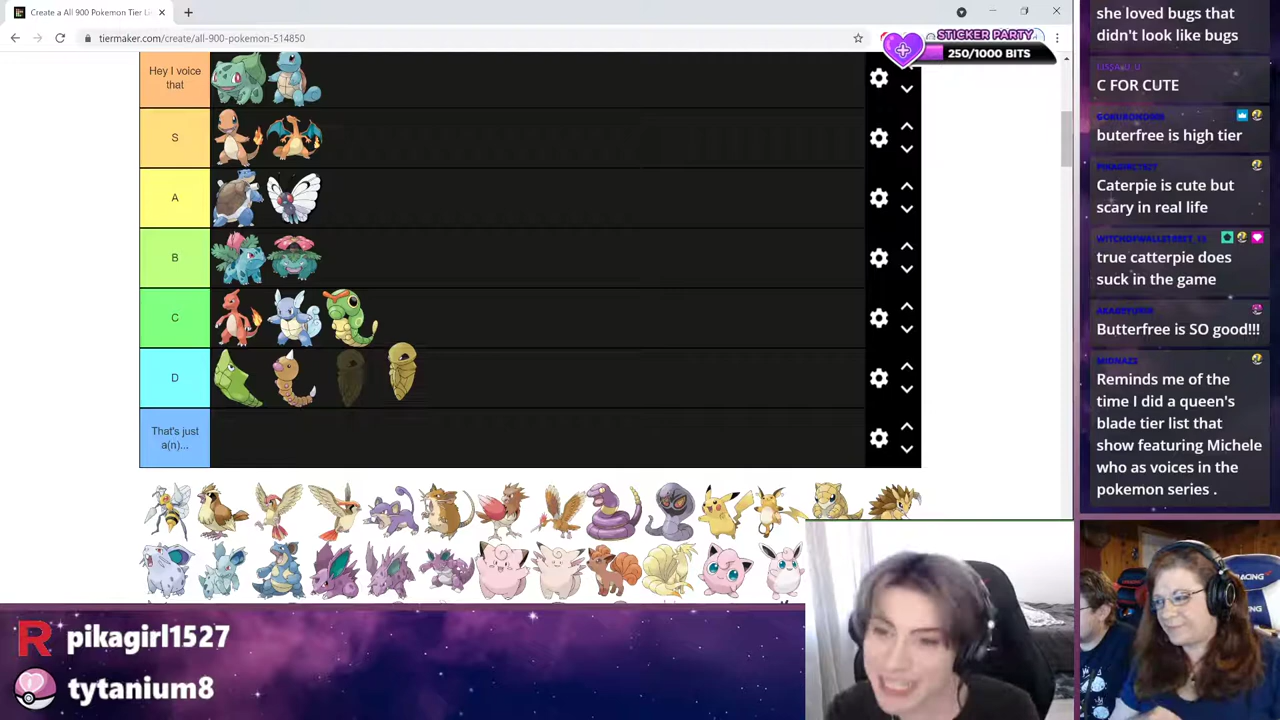 Create a All 900 Pokemon Tier Li
tiermaker.com/create/all-900-pokemon-514850
STICKER PARTY
250/1000 BITS
Hey I voice
that
S
A
B
C
D
That's just
a(n)...
she loved bugs that
didn't look like bugs
C FOR CUTE
buterfree is high tier
Caterpie is cute but
scary in real life
true catterpie does
suck in the game
Butterfree is SO good!!!
MIDNAZS
Reminds me of the
time I did a queen's
blade tier list that
show featuring Michele
who as voices in the
pokemon series .
RACING
R pikagirl1527
tytanium8